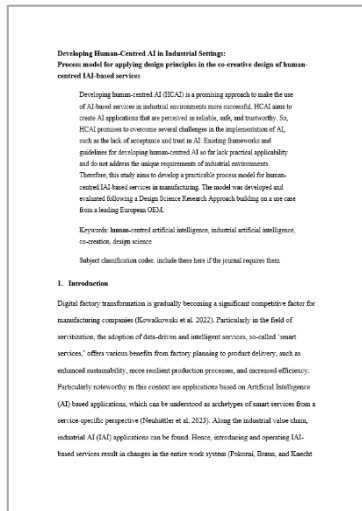 Developing Human-Centred AI in Industrial Settings:
Process model for applying design principles in the co-creative design of human-
centred IAI-based services
Developing human-centred AI (HCAI) is a promising approach to make the use
of AI-based services in industrial environments more successful. HCAI aims to
create AI applications that are perceived as reliable, safe, and trustworthy. So,
HCAI promises to overcome several challenges in the implementation of AI,
such as the lack of acceptance and trust in AI. Existing frameworks and
guidelines for developing human-centred AI so far lack practical applicability
and do not address the unique requirements of industrial environments.
Therefore, this study aims to develop a practicable process model for human-
centred IAI-based services in manufacturing. The model was developed and
evaluated following a Design Science Research Approach building on a use case
from a leading European OEM.
Keywords: human-centred artificial intelligence, industrial artificial intelligence,
co-creation, design science
Subject classification codes: include these here if the journal requires them
1. Introduction
Digital factory transformation is gradually becoming a significant competitive factor for
manufacturing companies (Kowalkowski et al. 2022). Particularly in the field of
servitization, the adoption of data-driven and intelligent services, so-called ‘smart
services,’ offers various benefits from factory planning to product delivery, such as
enhanced sustainability, more resilient production processes, and increased efficiency.
Particularly noteworthy in this context are applications based on Artificial Intelligence
(AI) based applications, which can be understood as archetypes of smart services from a
service-specific perspective (Neuhüttler et al. 2023). Along the industrial value chain,
industrial AI (IAI) applications can be found. Hence, introducing and operating IAI-
based services result in changes in the entire work system (Pokorni, Braun, and Knecht